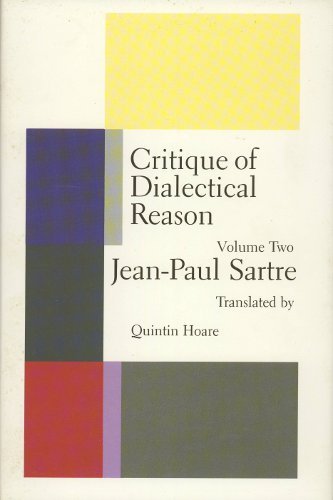 Critique of
Dialectical
Reason
Volume Two
Jean-Paul Sartre
Translated by
Quintin Hoare